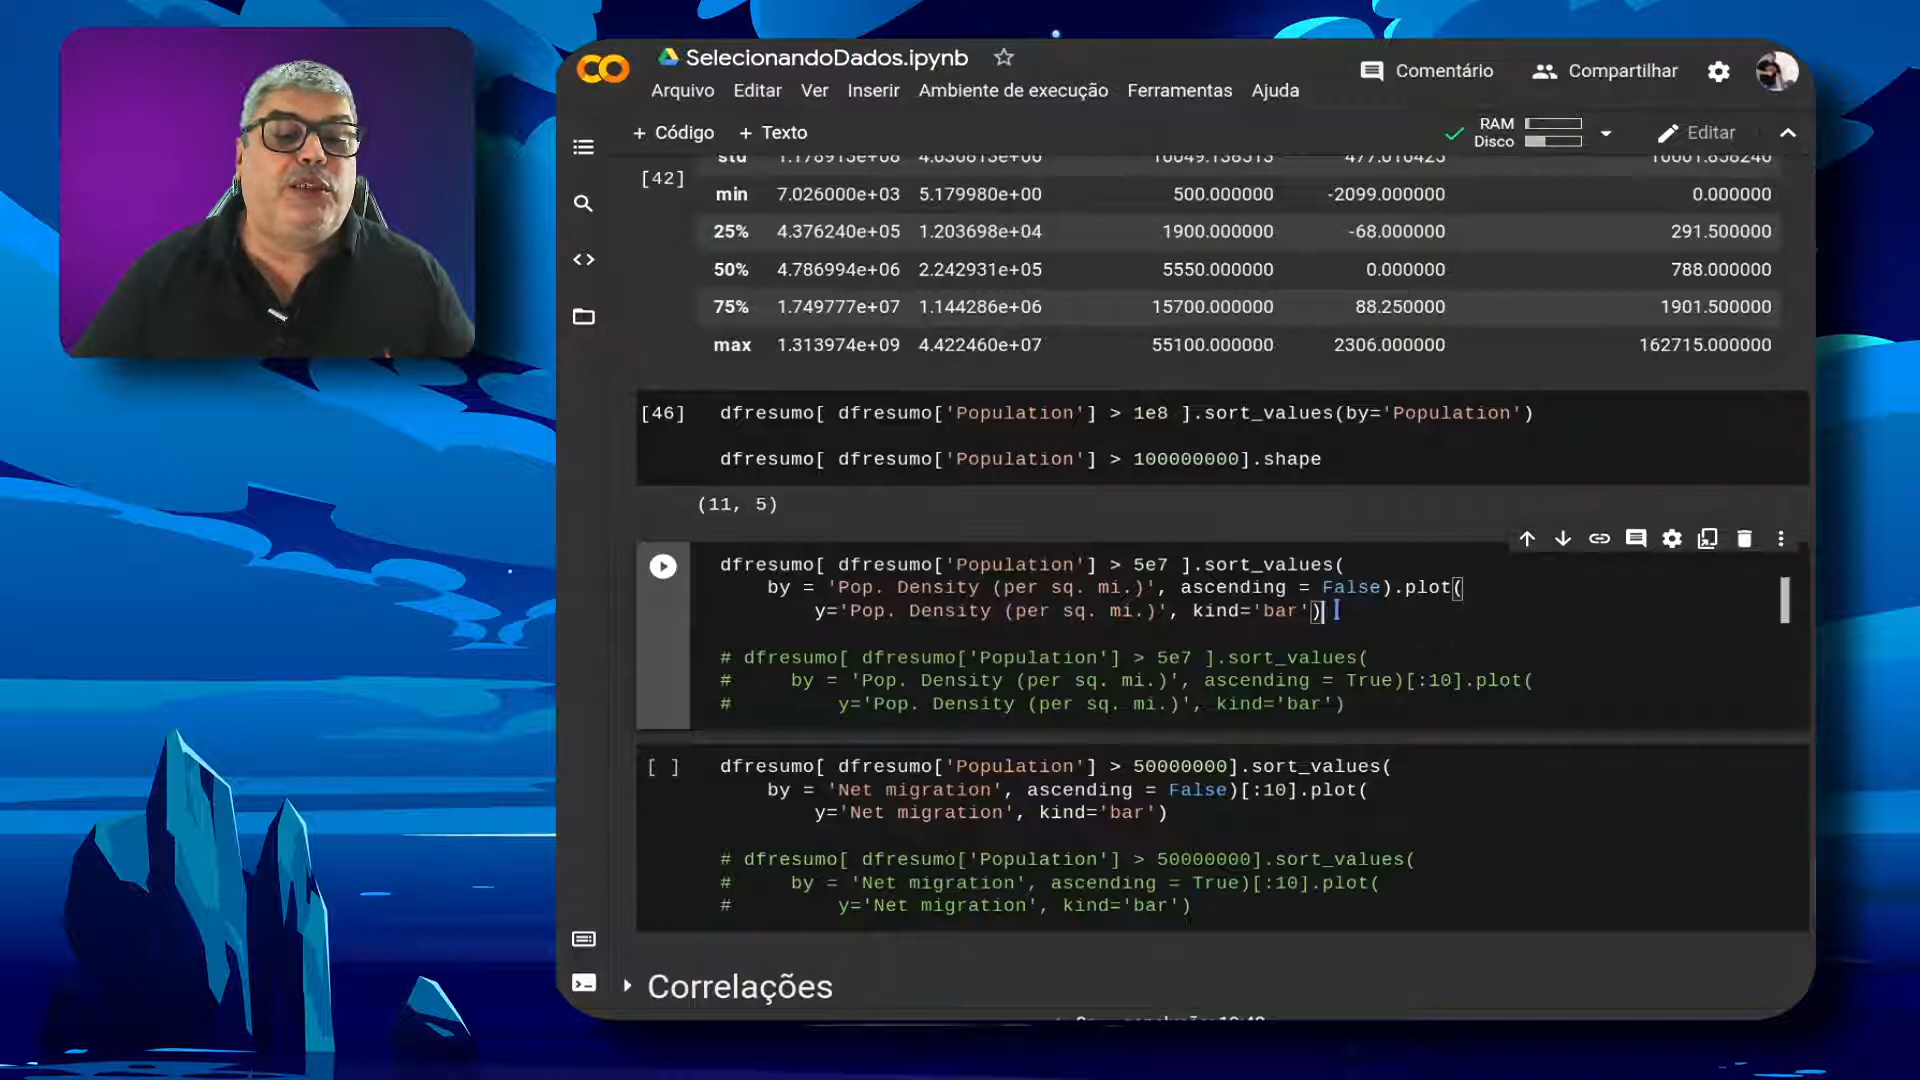 SelecionandoDados.ipynb
Comentário
Compartilhar
Arquivo Editar Ver Inserir Ambiente de execução Ferramentas Ajuda
+ Código + Texto
RAM
Disco
Editar
[42]
min 7.026000e+03 5.179980e+00 500.000000 -2099.000000 0.000000
25% 4.376240e+05 1.203698e+04 1900.000000 -68.000000 291.500000
50% 4.786994e+06 2.242931e+05 5550.000000 0.000000 788.000000
75% 1.749777e+07 1.144286e+06 15700.000000 88.250000 1901.500000
max 1.313974e+09 4.422460e+07 55100.000000 2306.000000 162715.000000
[46] dfresumo[ dfresumo['Population'] > 1e8 ].sort_values(by='Population')
dfresumo[ dfresumo['Population'] > 100000000].shape
(11, 5)
dfresumo[ dfresumo['Population'] > 5e7 ].sort_values(
by = 'Pop. Density (per sq. mi.)', ascending = False).plot(
y='Pop. Density (per sq. mi.)', kind='bar')
# dfresumo[ dfresumo['Population'] > 5e7 ].sort_values(
# by = 'Pop. Density (per sq. mi.)', ascending = True)[:10].plot(
# y='Pop. Density (per sq. mi.)', kind='bar')
[ ] dfresumo[ dfresumo['Population'] > 50000000].sort_values(
by = 'Net migration', ascending = False)[:10].plot(
y='Net migration', kind='bar')
# dfresumo[ dfresumo['Population'] > 50000000].sort_values(
# by = 'Net migration', ascending = True)[:10].plot(
# y='Net migration', kind='bar')
Correlações